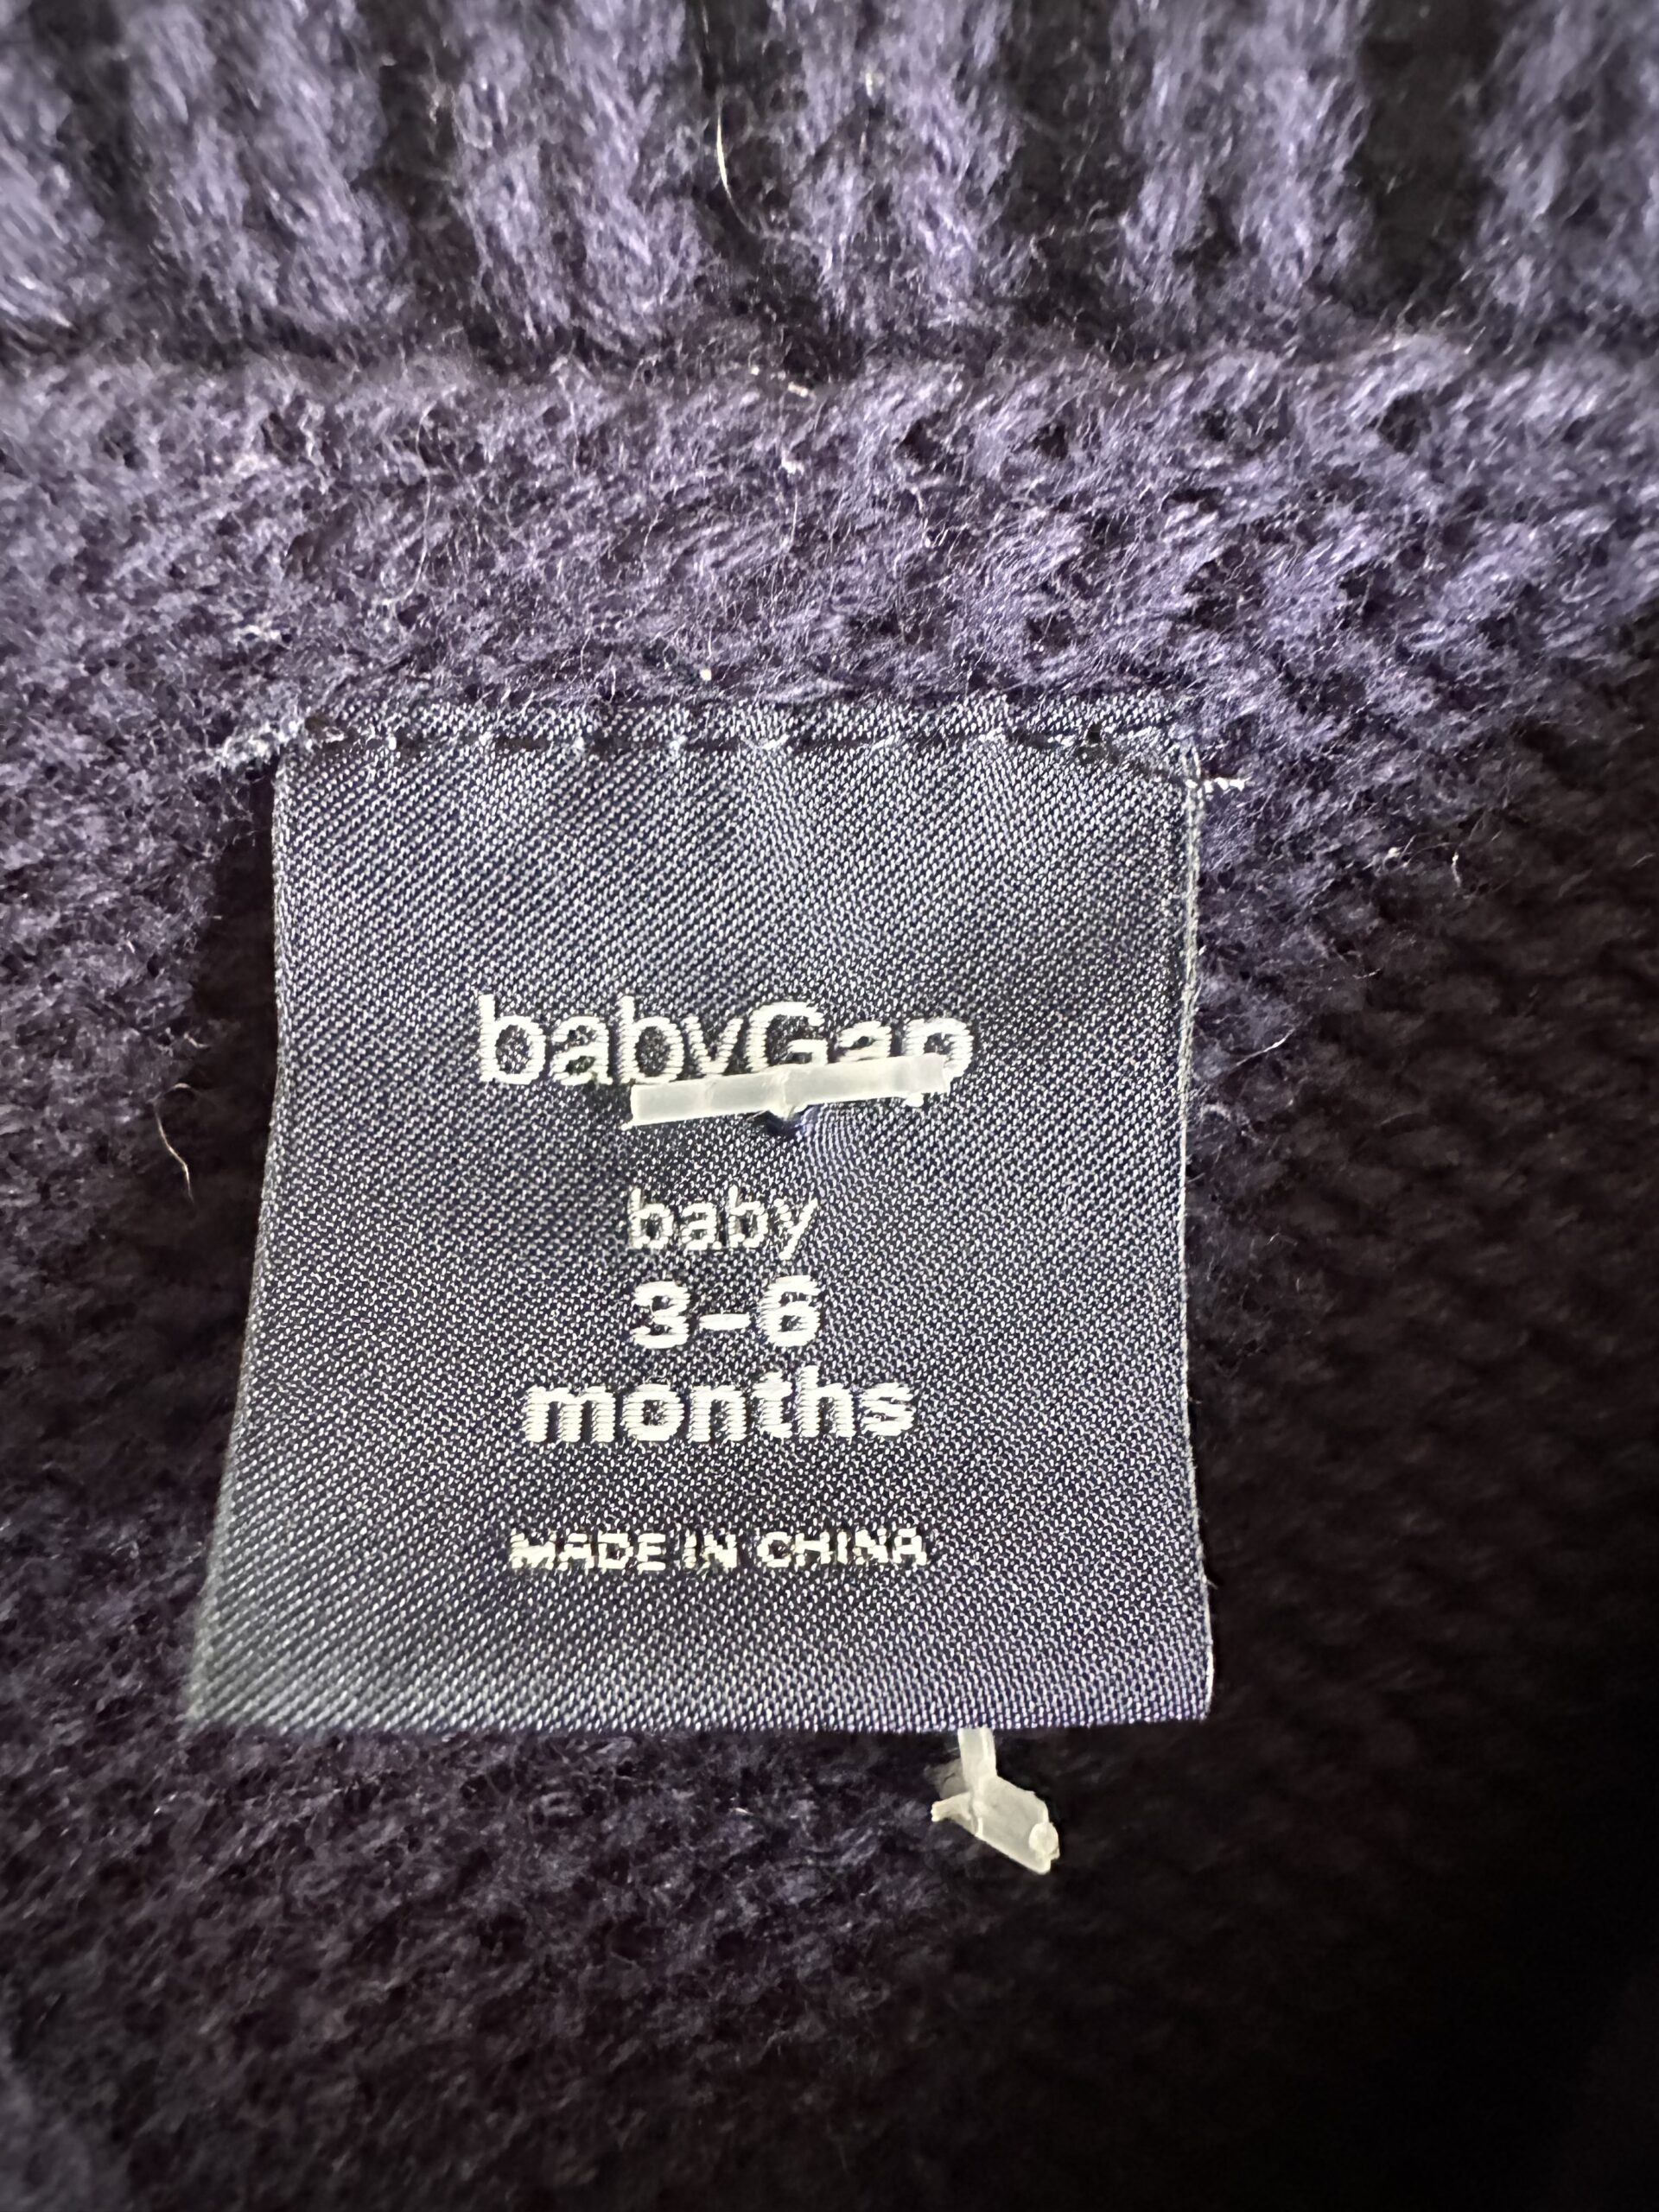 babyGap
baby
3-6
months
MADE IN CHINA